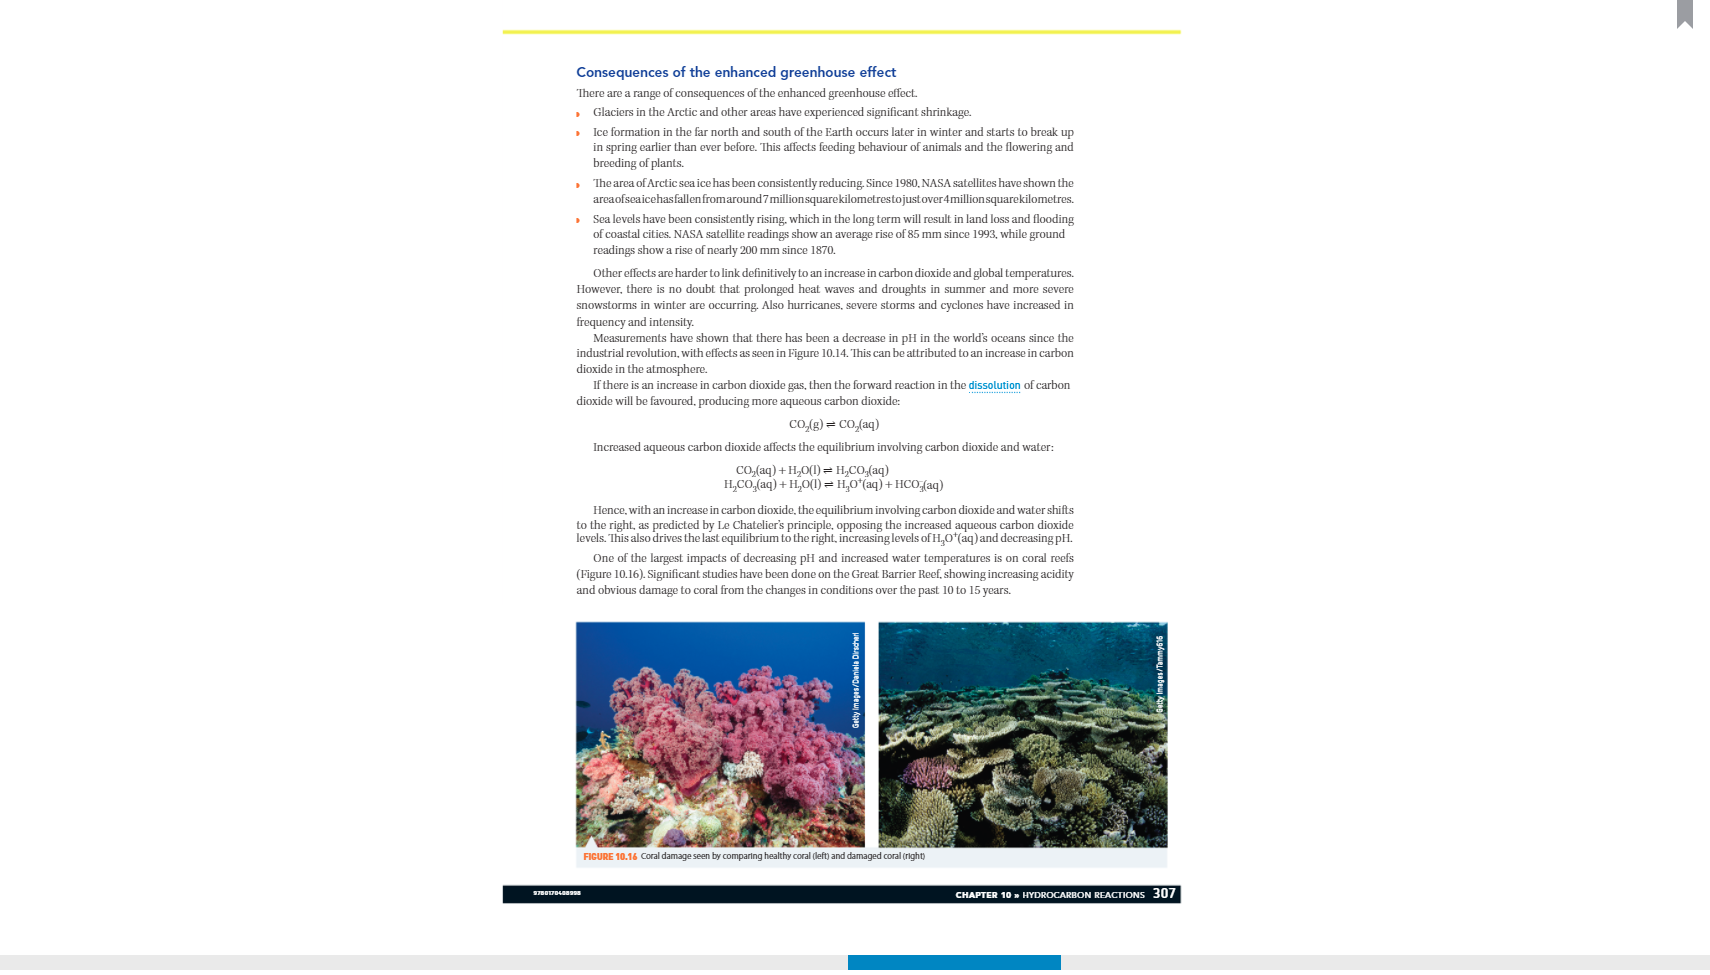 Consequences of the enhanced greenhouse effect
There are a range of consequences of the enhanced greenhouse effect.
Glaciers in the Arctic and other areas have experienced significant shrinkage.
Ice formation in the far north and south of the Earth occurs later in winter and starts to break up
in spring earlier than ever before. This affects feeding behaviour of animals and the flowering and
breeding of plants.
The area of Arctic sea ice has been consistently reducing. Since 1980, NASA satellites have shown the
area of sea ice has fallen from around 7 million square kilometres to just over 4 million square kilometres.
Sea levels have been consistently rising, which in the long term will result in land loss and flooding
of coastal cities. NASA satellite readings show an average rise of 85 mm since 1993, while ground
readings show a rise of nearly 200 mm since 1870.
Other effects are harder to link definitively to an increase in carbon dioxide and global temperatures.
However, there is no doubt that prolonged heat waves and droughts in summer and more severe
snowstorms in winter are occurring. Also hurricanes, severe storms and cyclones have increased in
frequency and intensity.
Measurements have shown that there has been a decrease in pH in the world's oceans since the
industrial revolution, with effects as seen in Figure 10.14. This can be attributed to an increase in carbon
dioxide in the atmosphere.
If there is an increase in carbon dioxide gas, then the forward reaction in the dissolution of carbon
dioxide will be favoured, producing more aqueous carbon dioxide:
CO₂(g) ⇌ CO₂(aq)
Increased aqueous carbon dioxide affects the equilibrium involving carbon dioxide and water:
CO₂(aq) + H₂O(l) ⇌ H₂CO₃(aq)
H₂CO₃(aq) + H₂O(l) ⇌ H₃O⁺(aq) + HCO₃⁻(aq)
Hence, with an increase in carbon dioxide, the equilibrium involving carbon dioxide and water shifts
to the right, as predicted by Le Chatelier's principle, opposing the increased aqueous carbon dioxide
levels. This also drives the last equilibrium to the right, increasing levels of H₃O⁺(aq) and decreasing pH.
One of the largest impacts of decreasing pH and increased water temperatures is on coral reefs
(Figure 10.16). Significant studies have been done on the Great Barrier Reef, showing increasing acidity
and obvious damage to coral from the changes in conditions over the past 10 to 15 years.
Getty Images/Daniela Dirscherl
Getty Images/Tammy616
FIGURE 10.16 Coral damage seen by comparing healthy coral (left) and damaged coral (right)
9780170408998
CHAPTER 10 » HYDROCARBON REACTIONS 307